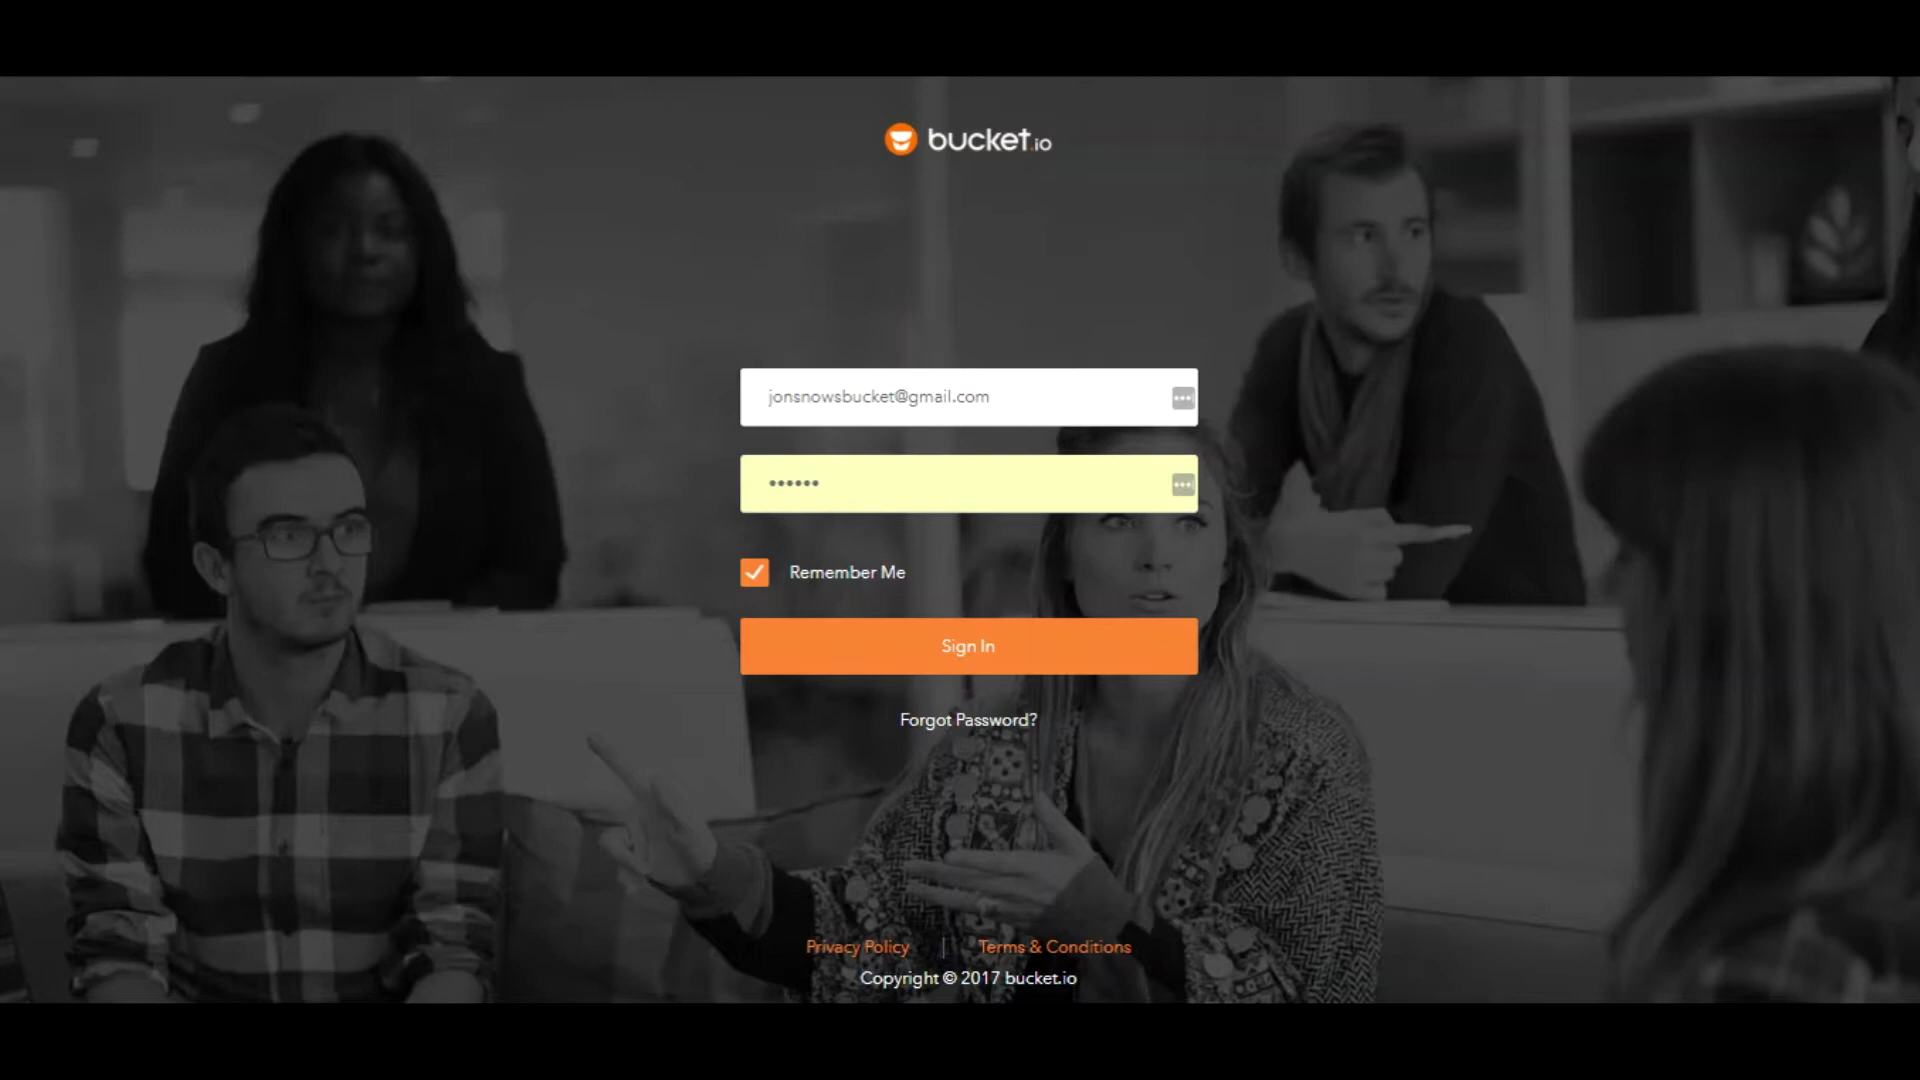 bucket.io
jonsnowsbucket@gmail.com
••••••
Remember Me
Sign In
Forgot Password?
Privacy Policy | Terms & Conditions
Copyright © 2017 bucket.io